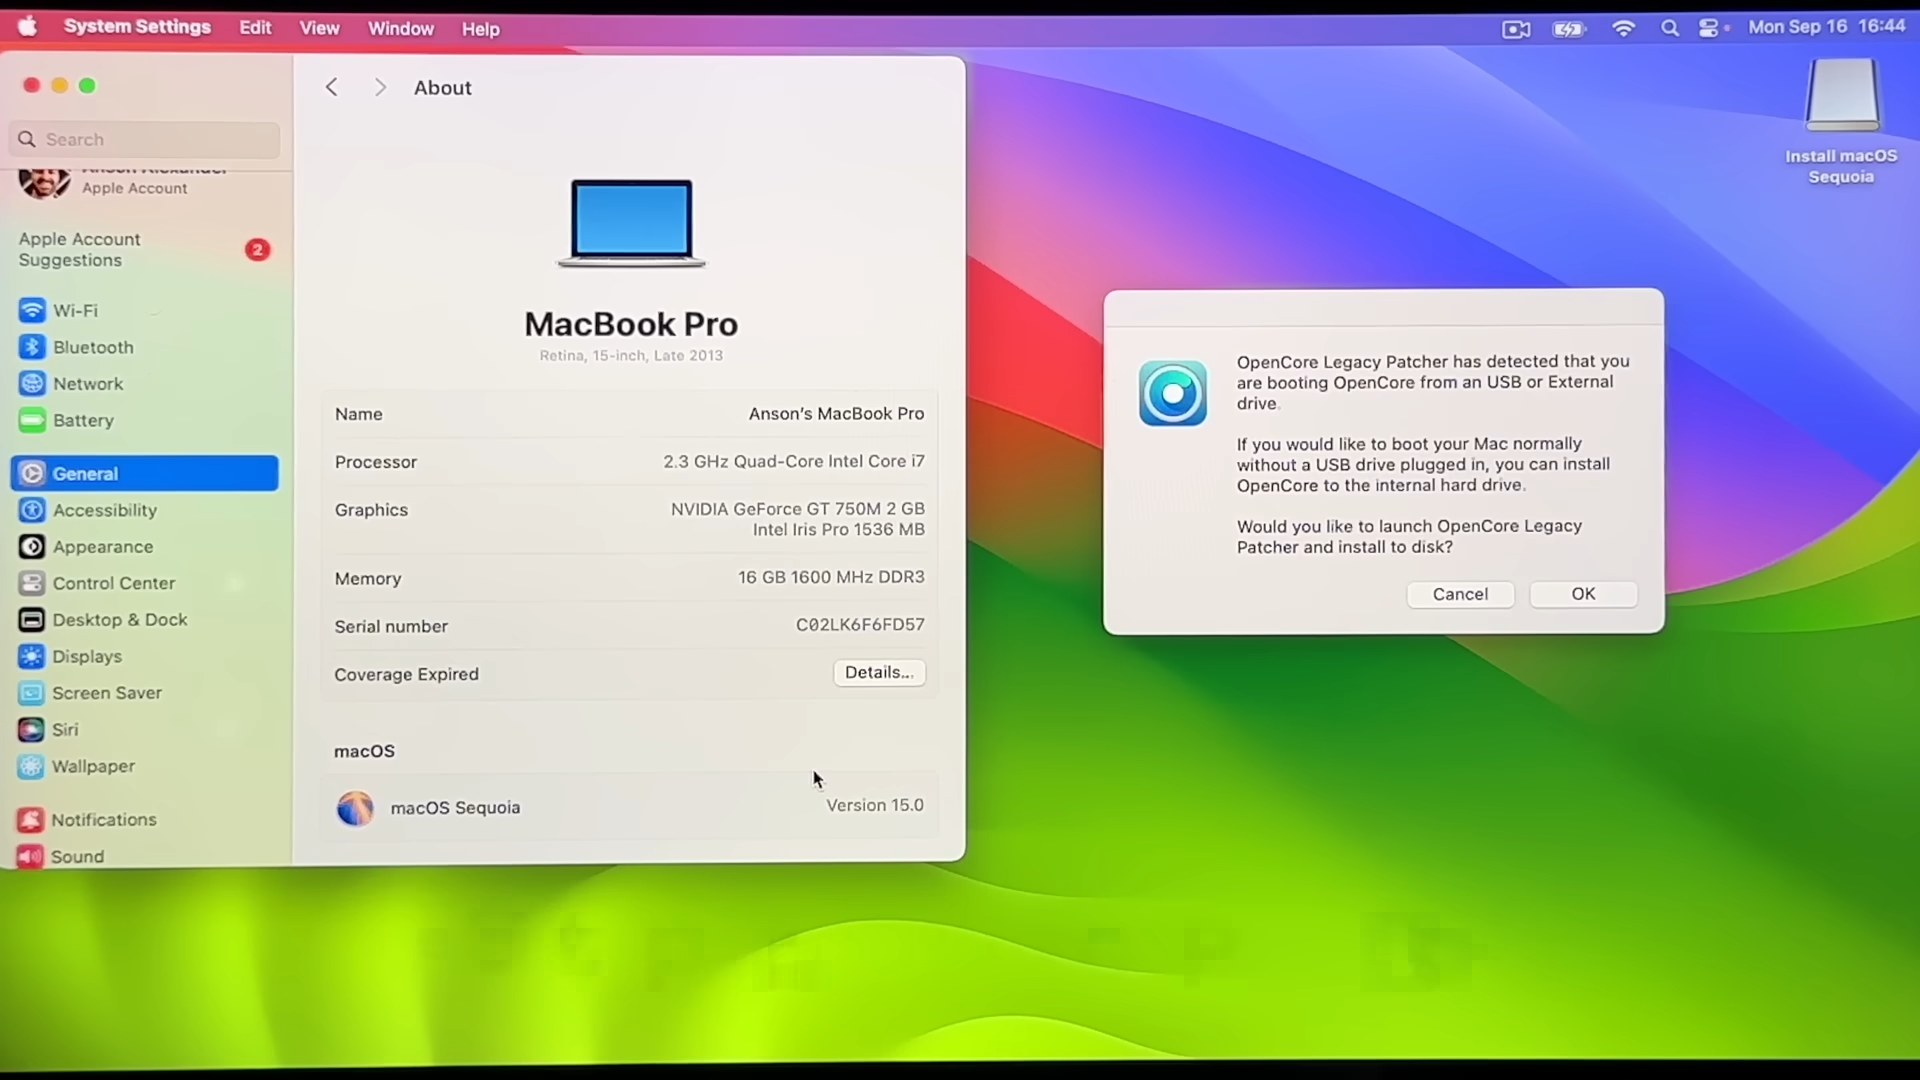 System Settings Edit View Window Help
Mon Sep 16 16:44
Search
Apple Account
Apple Account
Suggestions
2
Wi-Fi
Bluetooth
Network
Battery
General
Accessibility
Appearance
Control Center
Desktop & Dock
Displays
Screen Saver
Siri
Wallpaper
Notifications
Sound
About
MacBook Pro
Retina, 15-inch, Late 2013
Name Anson's MacBook Pro
Processor 2.3 GHz Quad-Core Intel Core i7
Graphics NVIDIA GeForce GT 750M 2 GB
Intel Iris Pro 1536 MB
Memory 16 GB 1600 MHz DDR3
Serial number C02LK6F6FD57
Coverage Expired Details...
macOS
macOS Sequoia Version 15.0
OpenCore Legacy Patcher has detected that you
are booting OpenCore from an USB or External
drive.
If you would like to boot your Mac normally
without a USB drive plugged in, you can install
OpenCore to the internal hard drive.
Would you like to launch OpenCore Legacy
Patcher and install to disk?
Cancel OK
Install macOS
Sequoia